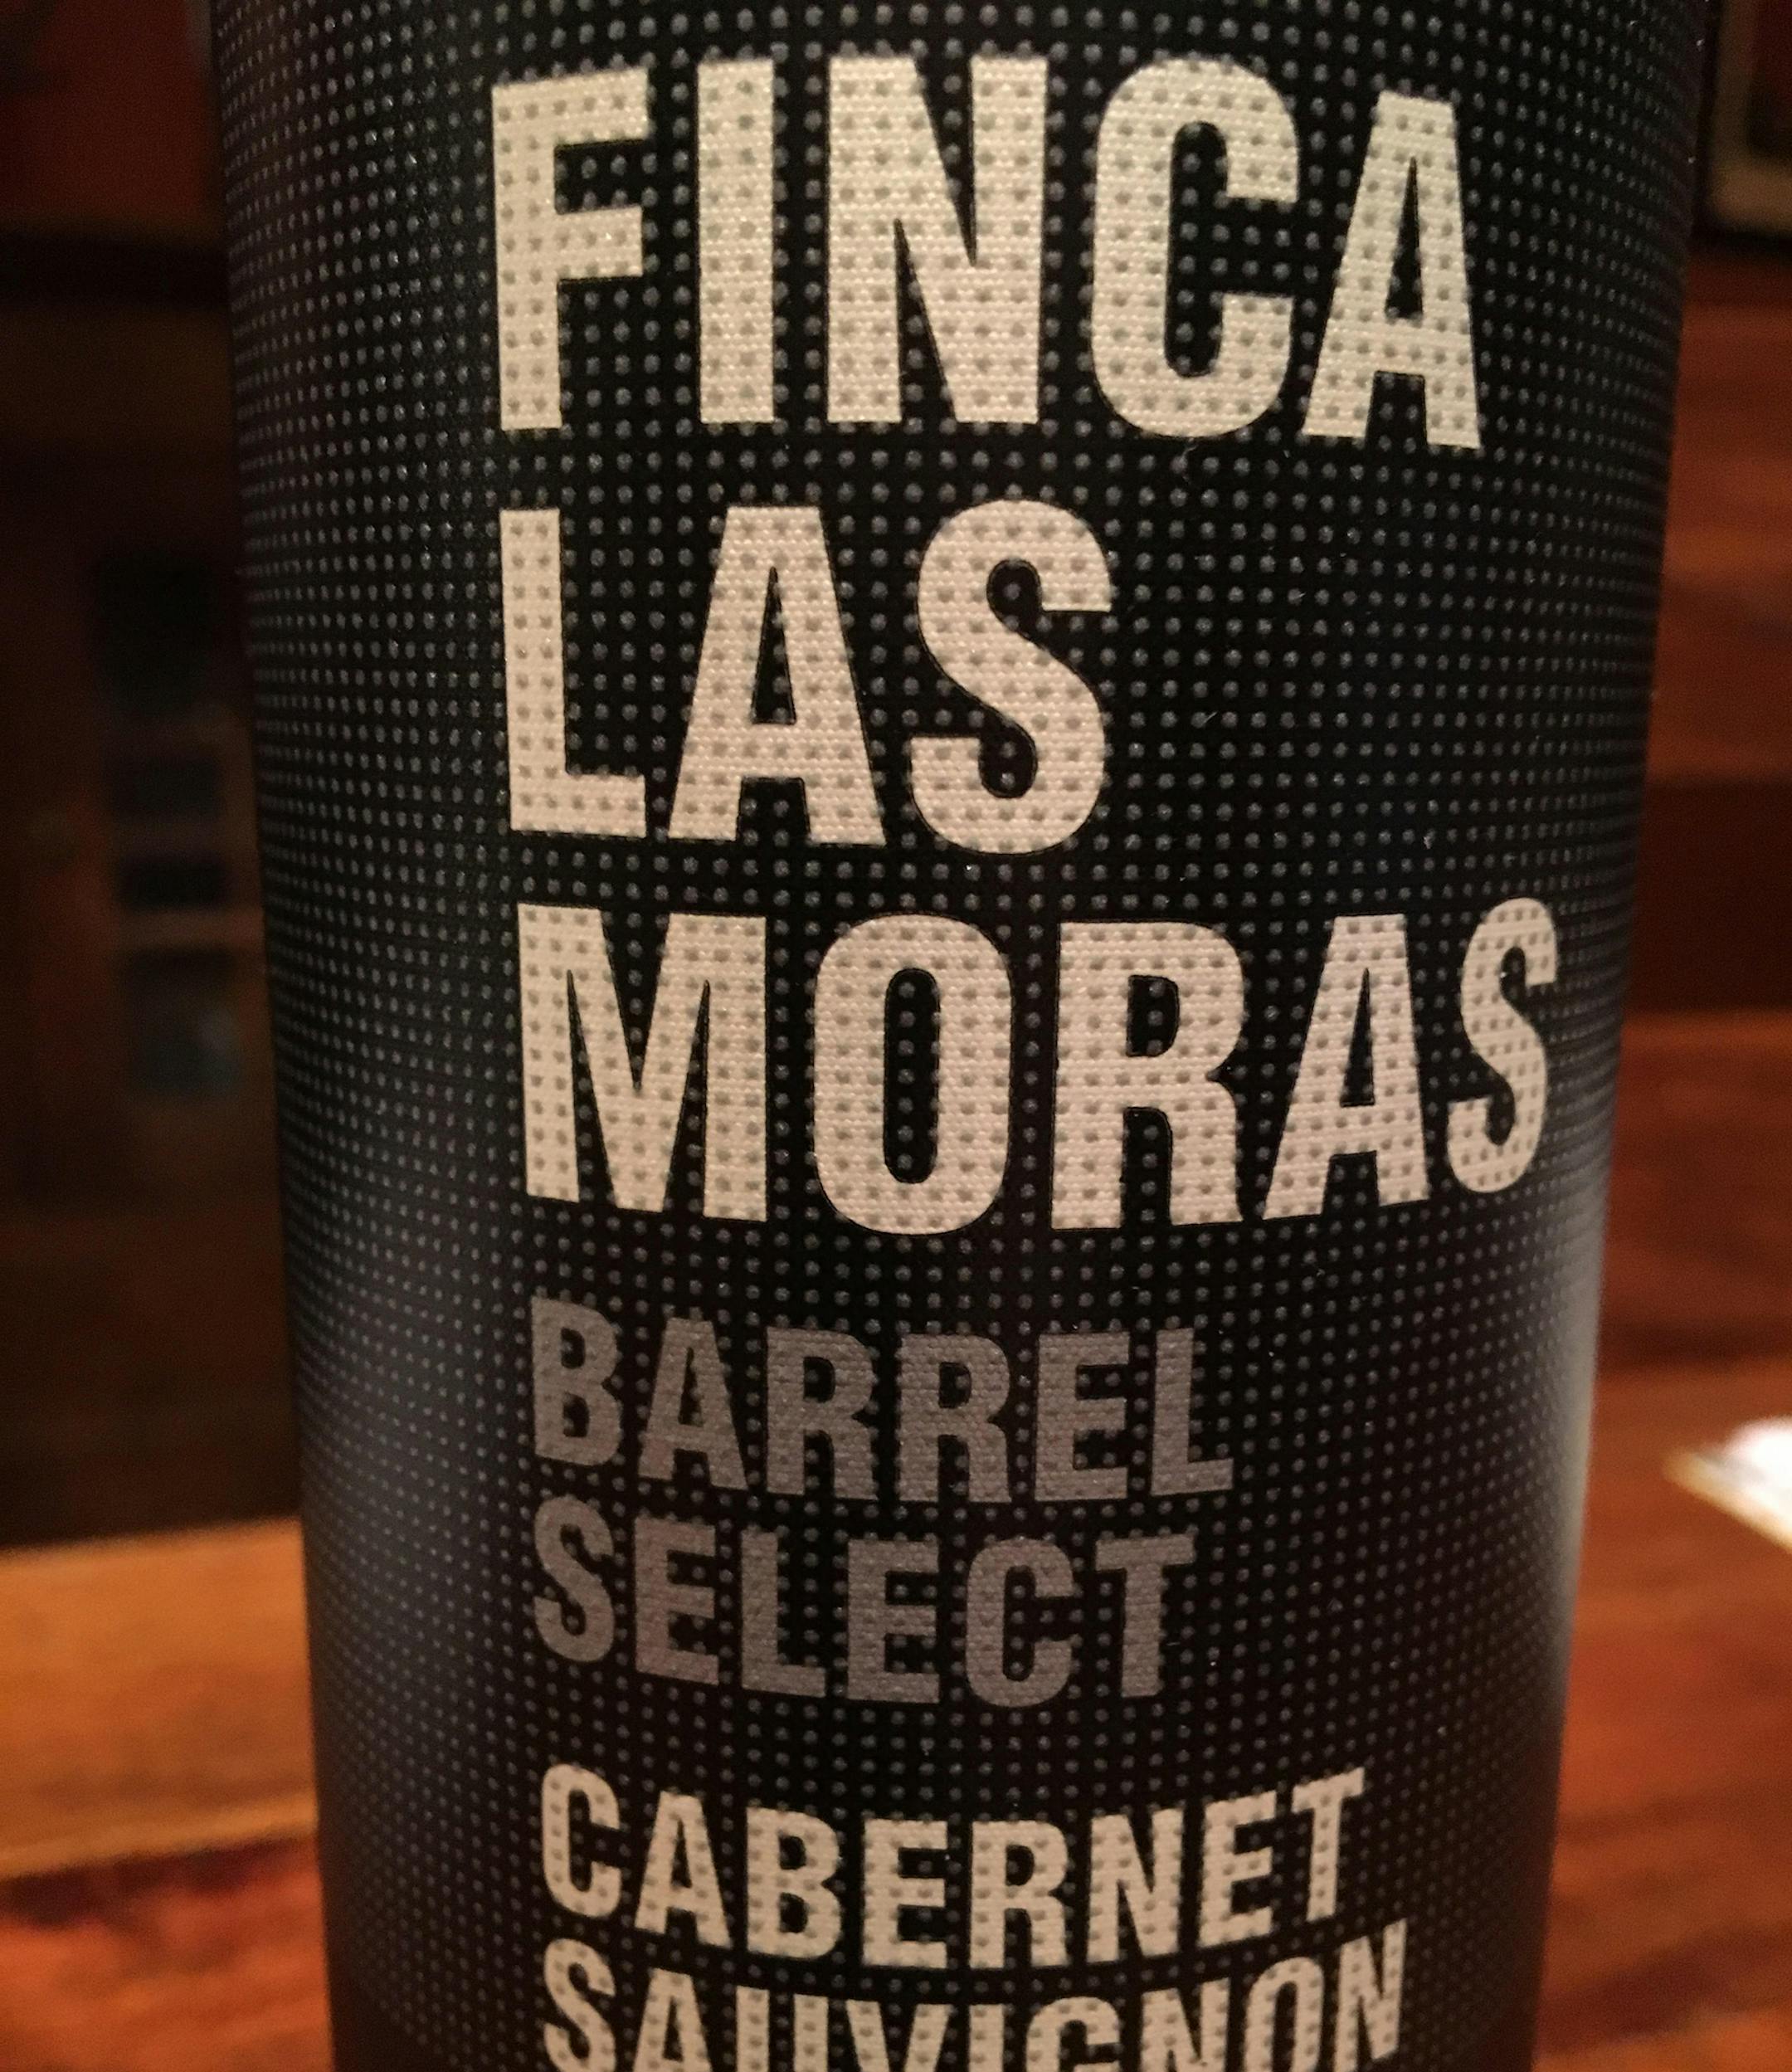 FINCA
LAS
MORAS
BARREL
SELECT
CABERNET
SAUVIGNON